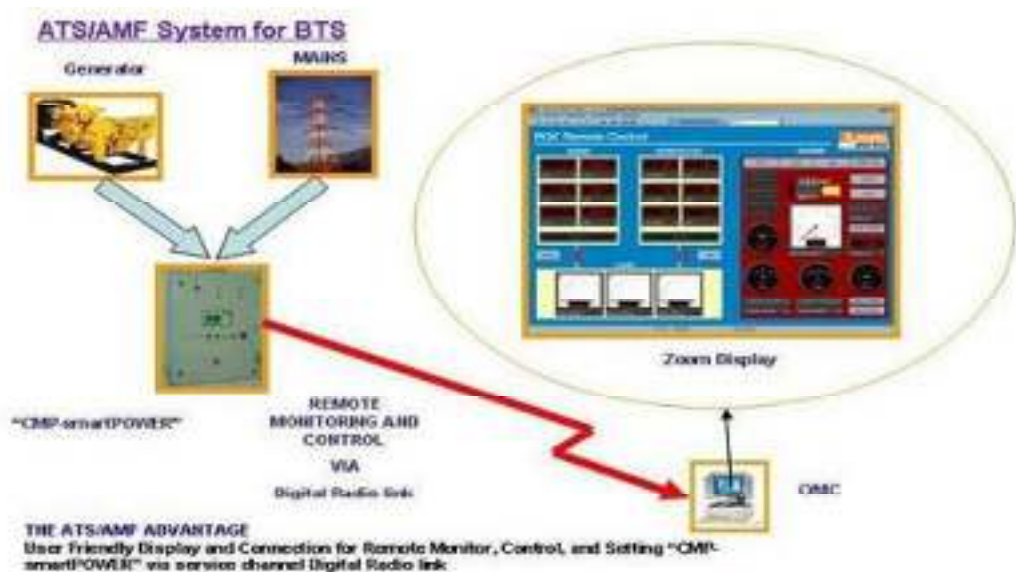 ATS/AMF System for BTS
Generator
MAINS
Remote Control
Zoom Display
"CMP-smartPOWER"
REMOTE
MONITORING AND
CONTROL
VIA
Digital Radio link
OMC
THE ATS/AMF ADVANTAGE
User Friendly Display and Connection for Remote Monitor, Control, and Setting "CMP-
smartPOWER" via service channel Digital Radio link